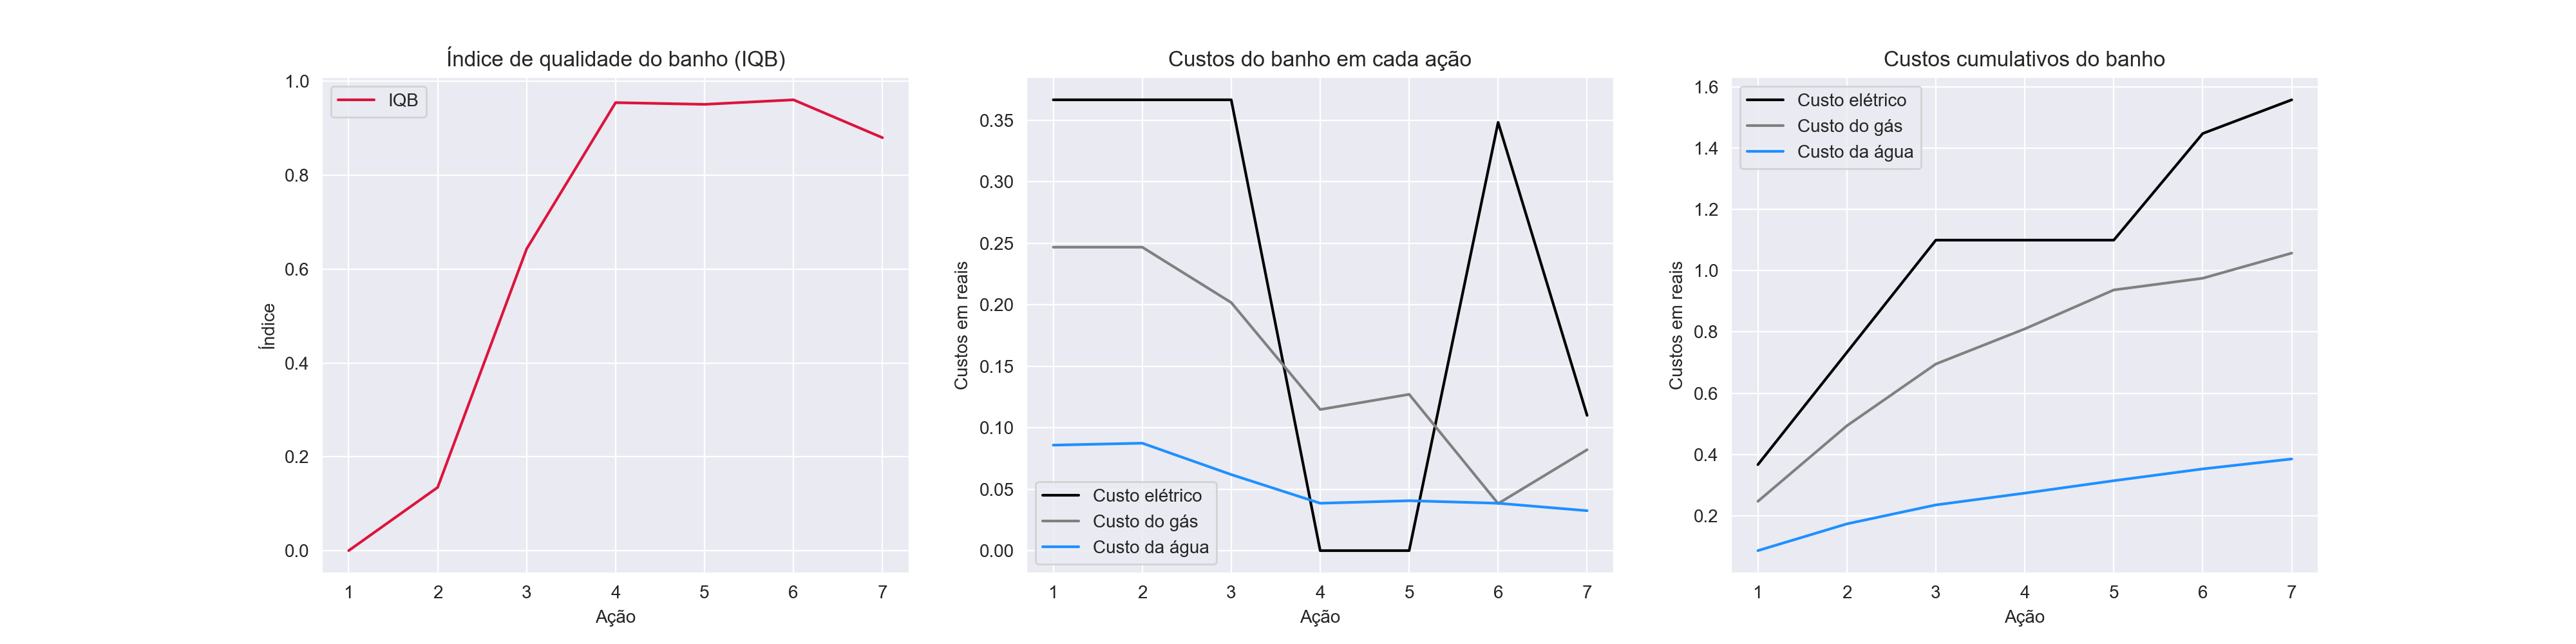 Índice de qualidade do banho (IQB)
IQB
1.0
0.8
0.6
0.4
0.2
0.0
Índice
1 2 3 4 5 6 7
Ação
Custos do banho em cada ação
0.35
0.30
0.25
0.20
0.15
0.10
0.05
0.00
Custos em reais
Custo elétrico
Custo do gás
Custo da água
1 2 3 4 5 6 7
Ação
Custos cumulativos do banho
Custo elétrico
Custo do gás
Custo da água
1.6
1.4
1.2
1.0
0.8
0.6
0.4
0.2
Custos em reais
1 2 3 4 5 6 7
Ação